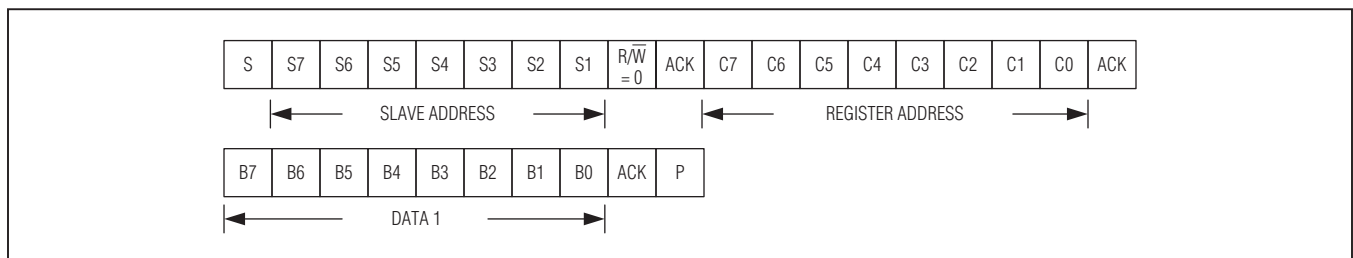 S S7 S6 S5 S4 S3 S2 S1 R/W̅ = 0 ACK C7 C6 C5 C4 C3 C2 C1 C0 ACK
SLAVE ADDRESS REGISTER ADDRESS
B7 B6 B5 B4 B3 B2 B1 B0 ACK P
DATA 1